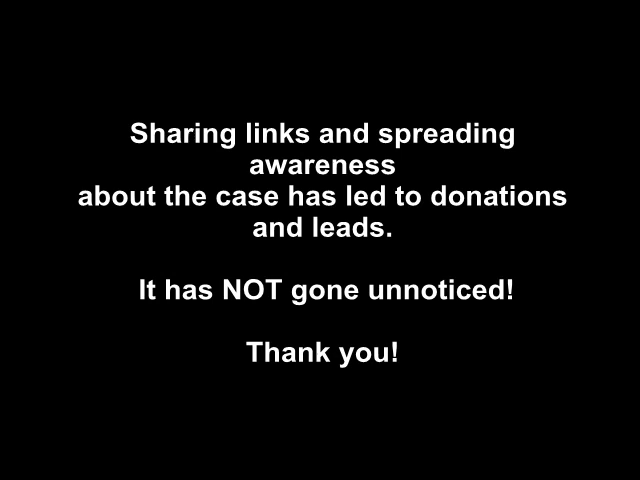 Sharing links and spreading
awareness
about the case has led to donations
and leads.
It has NOT gone unnoticed!
Thank you!